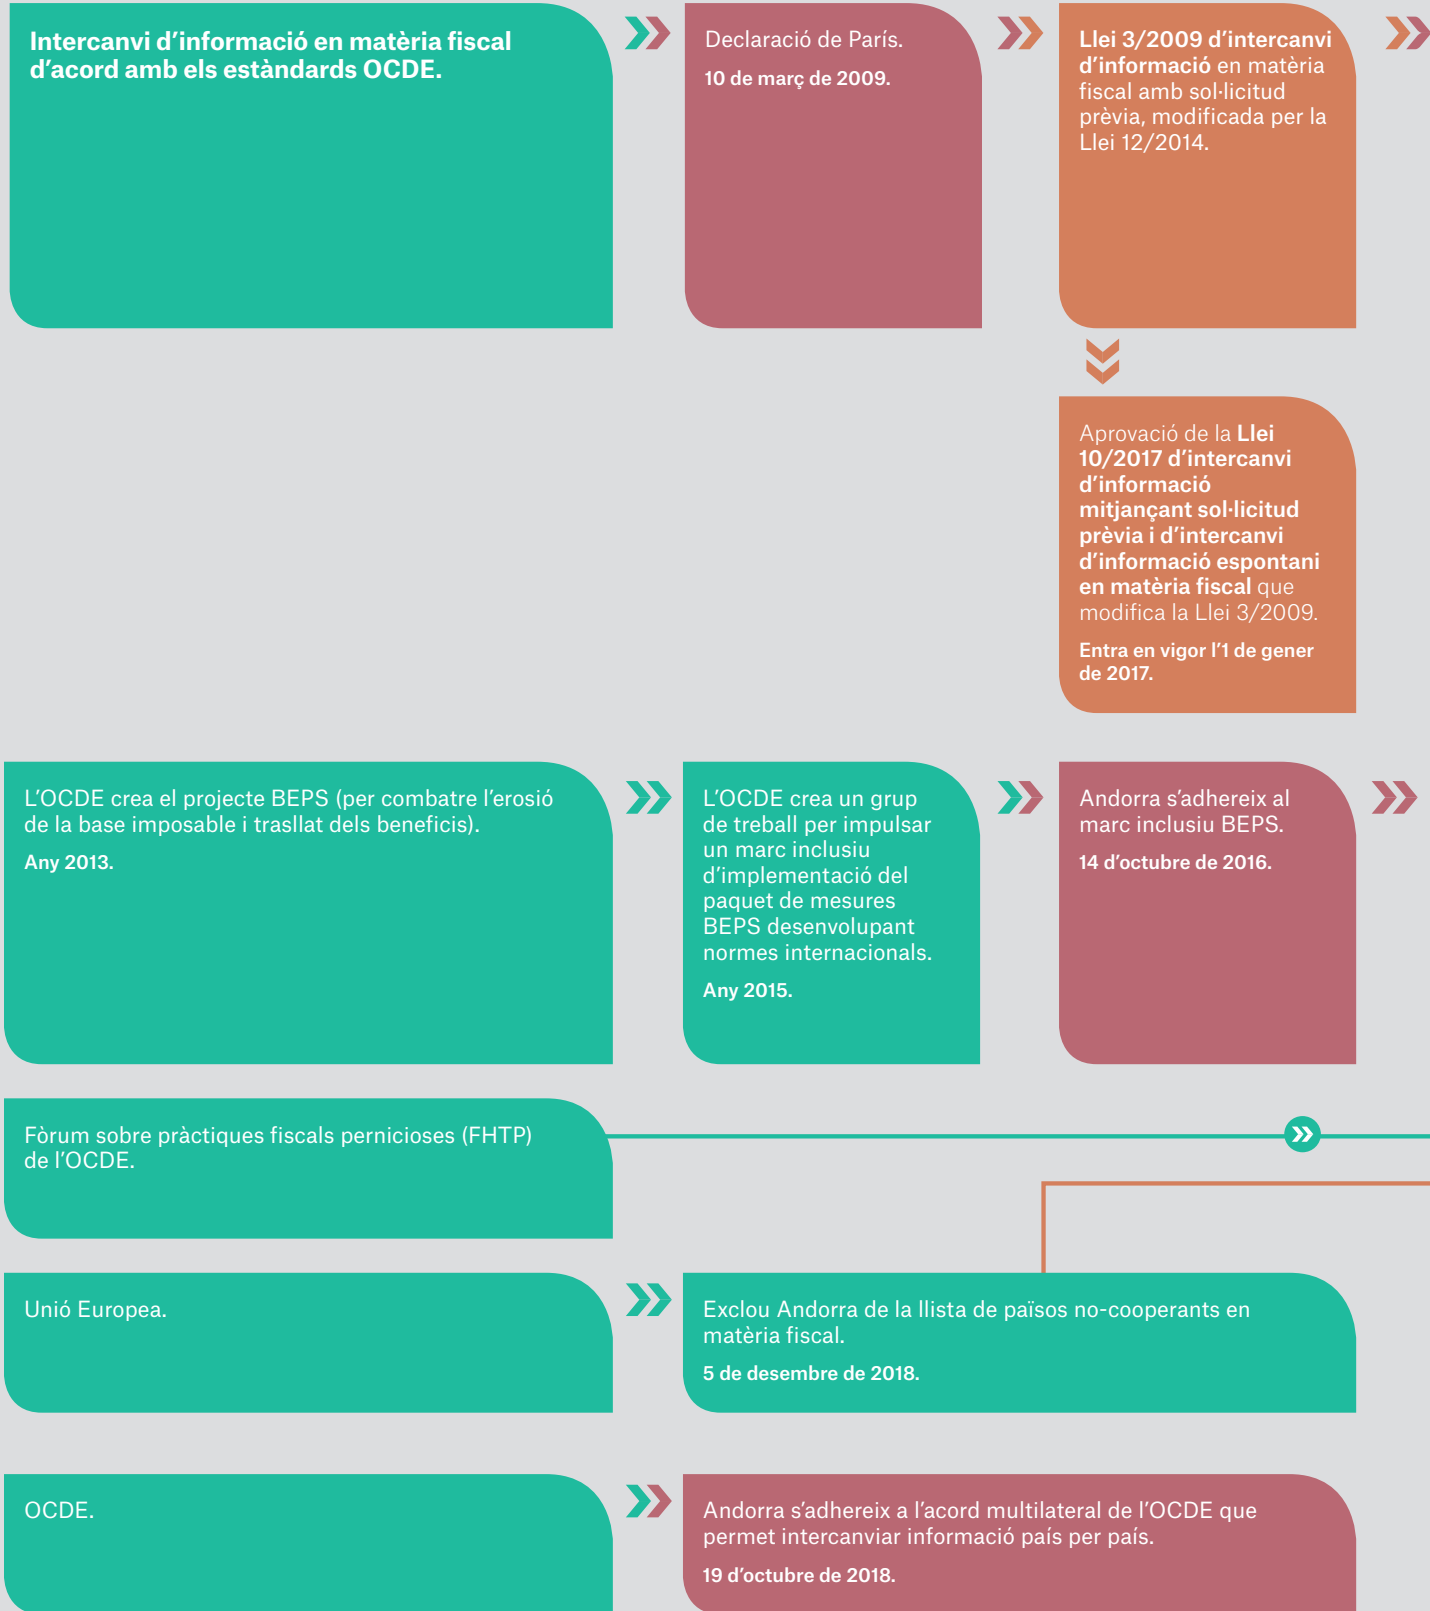 Intercanvi d’informació en matèria fiscal
d’acord amb els estàndards OCDE.
Declaració de París.
10 de març de 2009.
Llei 3/2009 d’intercanvi
d’informació en matèria
fiscal amb sol·licitud
prèvia, modificada per la
Llei 12/2014.
Aprovació de la Llei
10/2017 d’intercanvi
d’informació
mitjançant sol·licitud
prèvia i d’intercanvi
d’informació espontani
en matèria fiscal que
modifica la Llei 3/2009.
Entra en vigor l’1 de gener
de 2017.
L’OCDE crea el projecte BEPS (per combatre l’erosió
de la base imposable i trasllat dels beneficis).
Any 2013.
L’OCDE crea un grup
de treball per impulsar
un marc inclusiu
d’implementació del
paquet de mesures
BEPS desenvolupant
normes internacionals.
Any 2015.
Andorra s’adhereix al
marc inclusiu BEPS.
14 d’octubre de 2016.
Fòrum sobre pràctiques fiscals pernicioses (FHTP)
de l’OCDE.
Unió Europea.
Exclou Andorra de la llista de països no-cooperants en
matèria fiscal.
5 de desembre de 2018.
OCDE.
Andorra s’adhereix a l’acord multilateral de l’OCDE que
permet intercanviar informació país per país.
19 d’octubre de 2018.